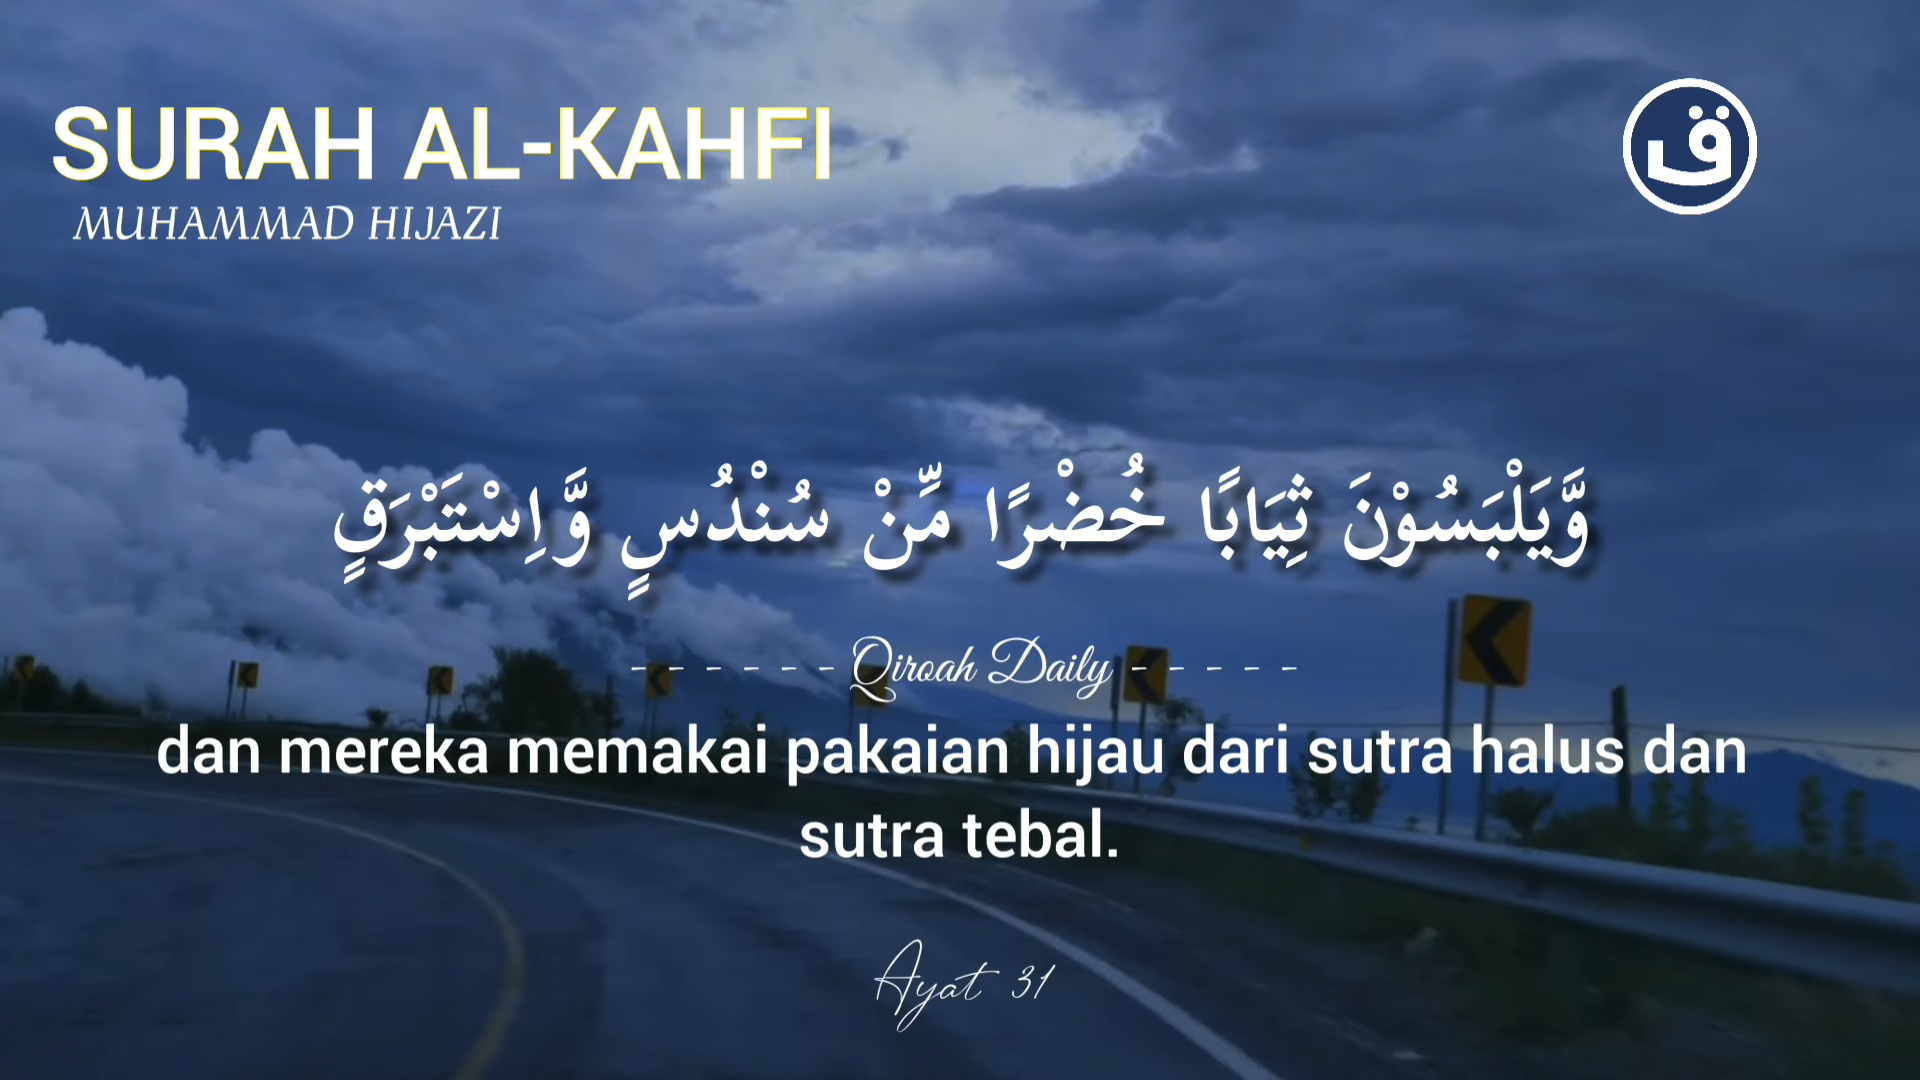 SURAH AL-KAHFI
MUHAMMAD HIJAZI
ق
وَّيَلْبَسُوْنَ ثِيَابًا خُضْرًا مِّنْ سُنْدُسٍ وَّاِسْتَبْرَقٍ
- - - - - - Qiroah Daily - - - - -
dan mereka memakai pakaian hijau dari sutra halus dan
sutra tebal.
Ayat 31